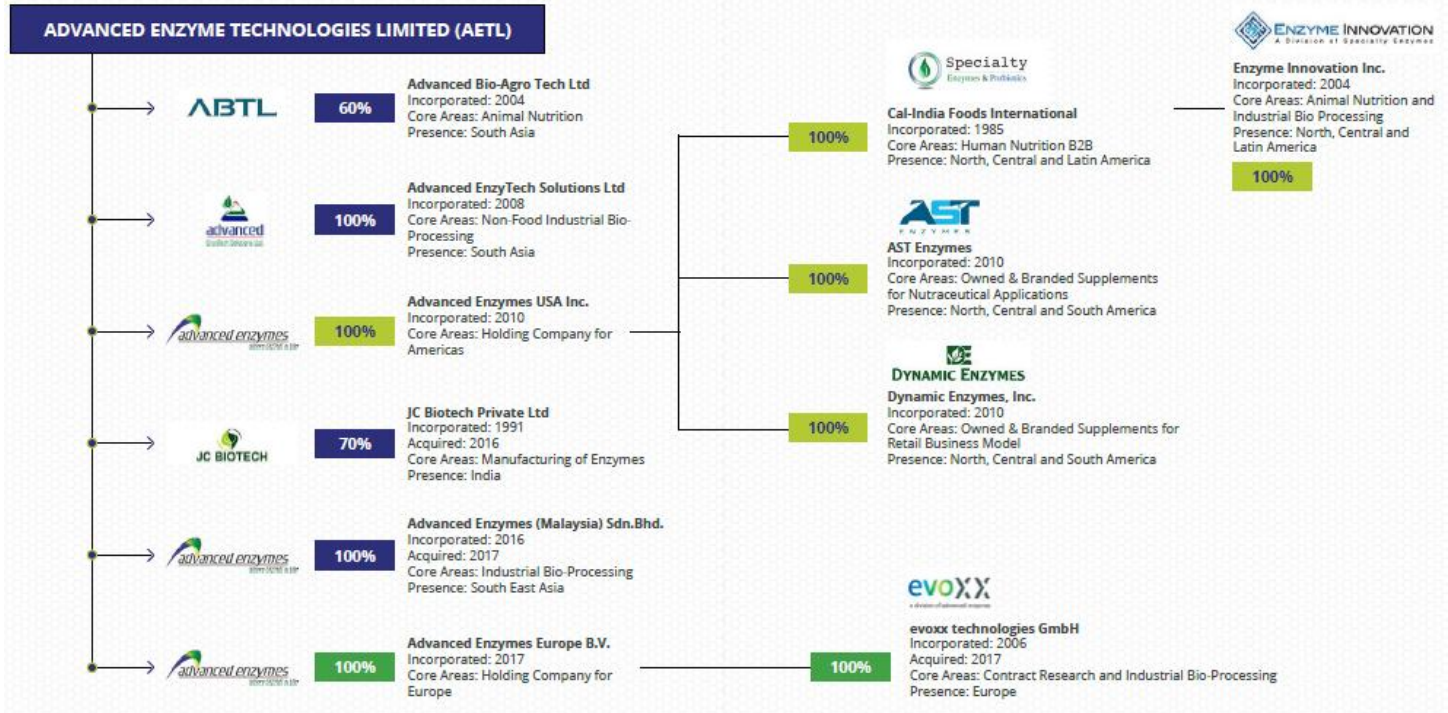 ADVANCED ENZYME TECHNOLOGIES LIMITED (AETL)
ABTL
60%
Advanced Bio-Agro Tech Ltd
Incorporated: 2004
Core Areas: Animal Nutrition
Presence: South Asia
advanced
100%
Advanced EnzyTech Solutions Ltd
Incorporated: 2008
Core Areas: Non-Food Industrial Bio-
Processing
Presence: South Asia
advanced enzymes
100%
Advanced Enzymes USA Inc.
Incorporated: 2010
Core Areas: Holding Company for
Americas
JC BIOTECH
70%
JC Biotech Private Ltd
Incorporated: 1991
Acquired: 2016
Core Areas: Manufacturing of Enzymes
Presence: India
advanced enzymes
100%
Advanced Enzymes (Malaysia) Sdn.Bhd.
Incorporated: 2016
Acquired: 2017
Core Areas: Industrial Bio-Processing
Presence: South East Asia
advanced enzymes
100%
Advanced Enzymes Europe B.V.
Incorporated: 2017
Core Areas: Holding Company for
Europe
100%
Specialty
Enzymes & Probiotics
Cal-India Foods International
Incorporated: 1985
Core Areas: Human Nutrition B2B
Presence: North, Central and Latin America
100%
AST
ENZYMES
AST Enzymes
Incorporated: 2010
Core Areas: Owned & Branded Supplements
for Nutraceutical Applications
Presence: North, Central and South America
100%
DYNAMIC ENZYMES
Dynamic Enzymes, Inc.
Incorporated: 2010
Core Areas: Owned & Branded Supplements for
Retail Business Model
Presence: North, Central and South America
100%
evoxx
a division of advanced enzymes
evoxx technologies GmbH
Incorporated: 2006
Acquired: 2017
Core Areas: Contract Research and Industrial Bio-Processing
Presence: Europe
ENZYME INNOVATION
A Division of Specialty Enzymes
Enzyme Innovation Inc.
Incorporated: 2004
Core Areas: Animal Nutrition and
Industrial Bio Processing
Presence: North, Central and
Latin America
100%